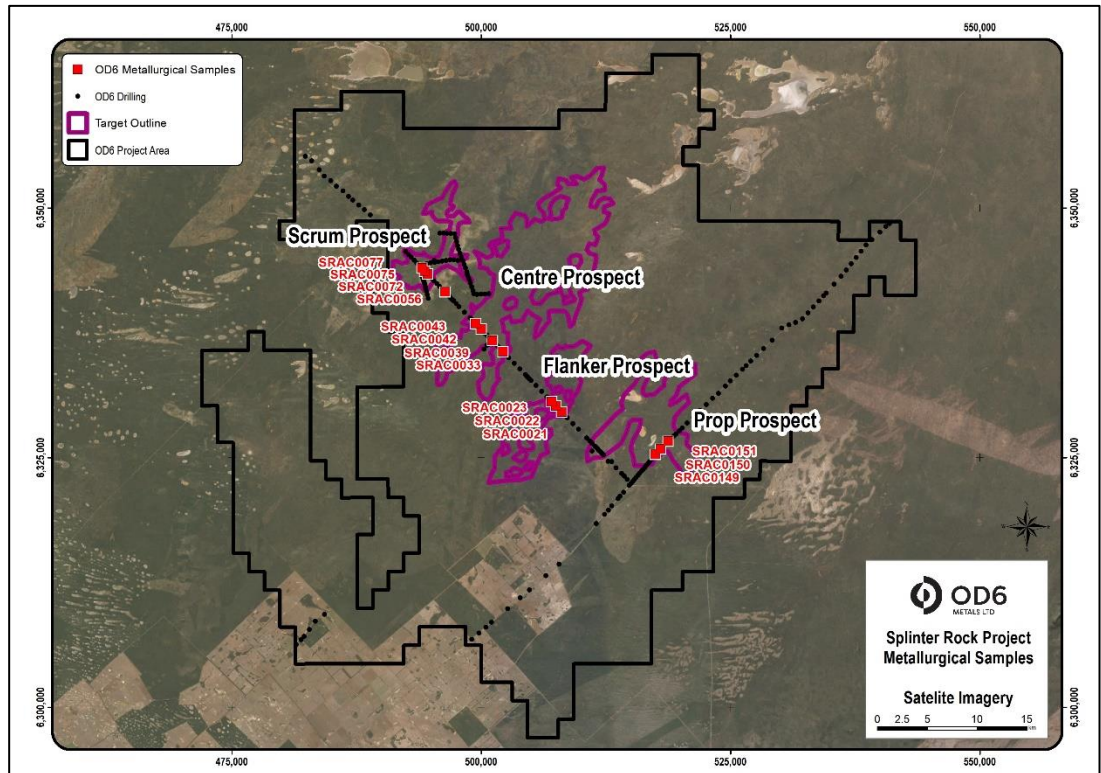 475,000
500,000
525,000
550,000
OD6 Metallurgical Samples
OD6 Drilling
Target Outline
OD6 Project Area
6,350,000
6,350,000
Scrum Prospect
SRAC0077
SRAC0075
SRAC0072
SRAC0056
Centre Prospect
SRAC0043
SRAC0042
SRAC0039
SRAC0033
Flanker Prospect
SRAC0023
SRAC0022
SRAC0021
Prop Prospect
SRAC0151
SRAC0150
SRAC0149
6,325,000
6,325,000
OD6
METALS LTD
Splinter Rock Project
Metallurgical Samples
Satelite Imagery
0 2.5 5 10 15
km
6,300,000
6,300,000
475,000
500,000
525,000
550,000